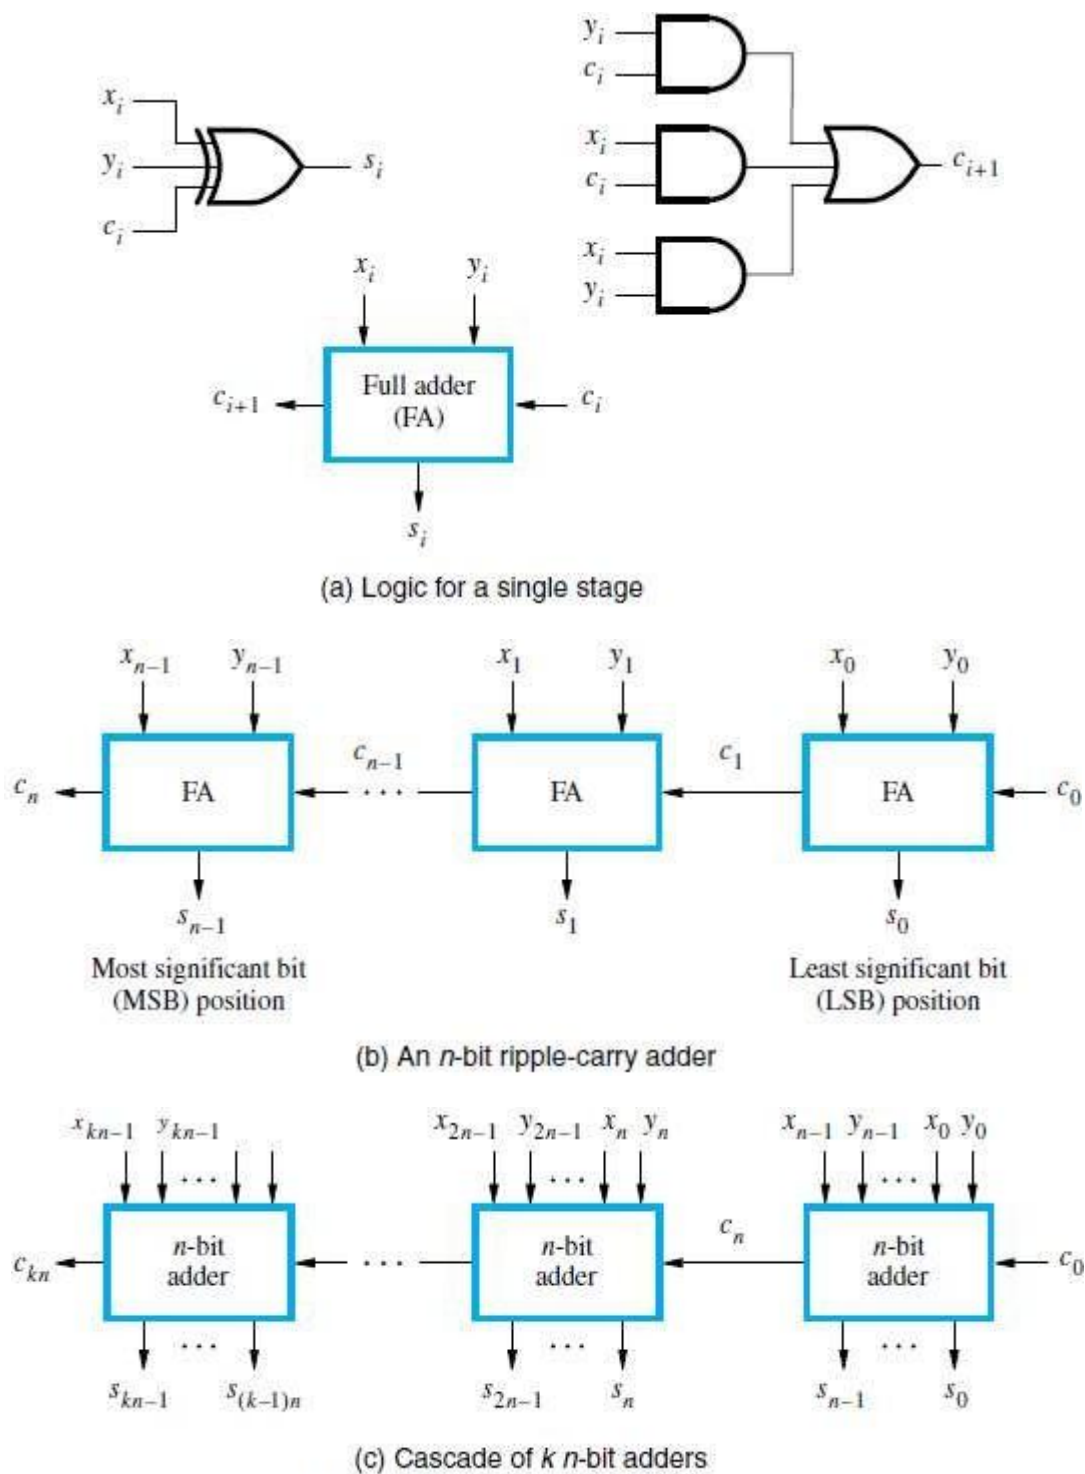 x_i
y_i
c_i
s_i
y_i
c_i
x_i
c_i
x_i
y_i
c_{i+1}
x_i y_i
c_{i+1} Full adder c_i
(FA)
s_i
(a) Logic for a single stage
x_{n–1} y_{n–1} x_1 y_1 x_0 y_0
c_n FA c_{n–1} · · · FA c_1 FA c_0
s_{n–1} s_1 s_0
Most significant bit Least significant bit
(MSB) position (LSB) position
(b) An n-bit ripple-carry adder
x_{kn–1} y_{kn–1} x_{2n–1} y_{2n–1} x_n y_n x_{n–1} y_{n–1} x_0 y_0
· · · · · · · · ·
c_{kn} n-bit adder · · · n-bit adder c_n n-bit adder c_0
· · · · · · · · ·
s_{kn–1} s_{(k–1)n} s_{2n–1} s_n s_{n–1} s_0
(c) Cascade of k n-bit adders